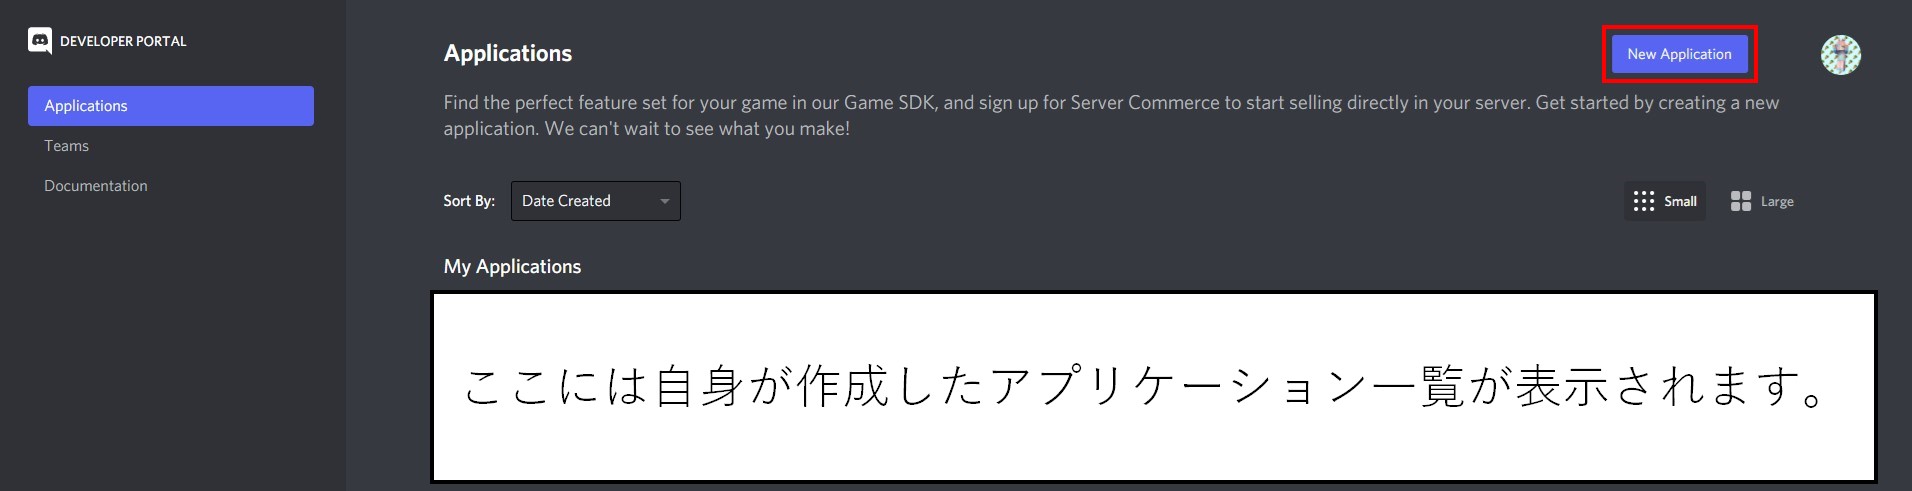 DEVELOPER PORTAL
Applications
Teams
Documentation
Applications
New Application
Find the perfect feature set for your game in our Game SDK, and sign up for Server Commerce to start selling directly in your server. Get started by creating a new
application. We can't wait to see what you make!
Sort By: Date Created
Small Large
My Applications
ここには自身が作成したアプリケーション一覧が表示されます。